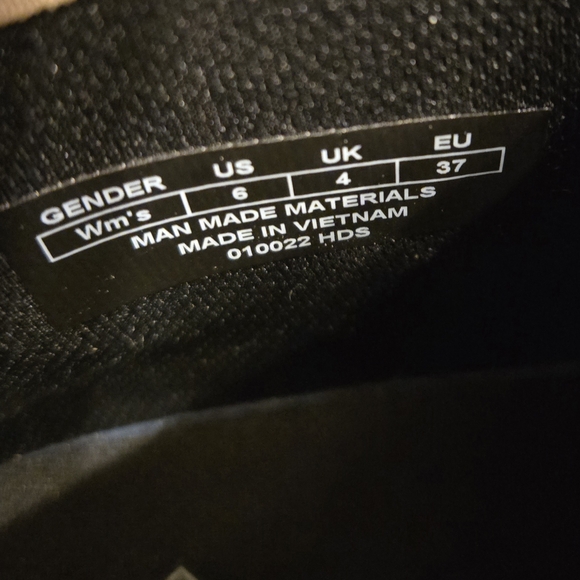 GENDER US UK EU
Wm's 6 4 37
MAN MADE MATERIALS
MADE IN VIETNAM
010022 HDS